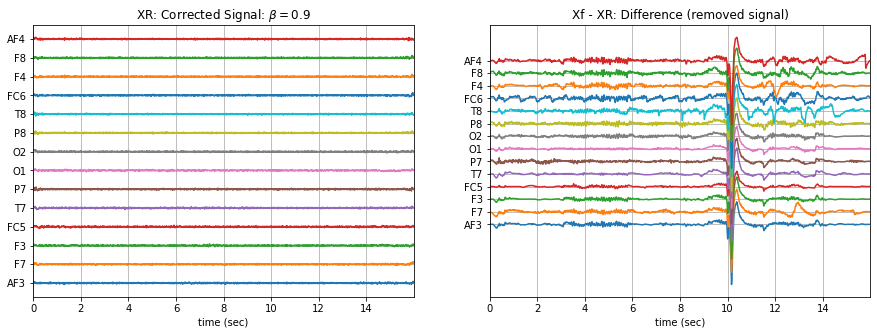 XR: Corrected Signal: β = 0.9
AF4
F8
F4
FC6
T8
P8
O2
O1
P7
T7
FC5
F3
F7
AF3
0 2 4 6 8 10 12 14
time (sec)
Xf - XR: Difference (removed signal)
AF4
F8
F4
FC6
T8
P8
O2
O1
P7
T7
FC5
F3
F7
AF3
0 2 4 6 8 10 12 14
time (sec)